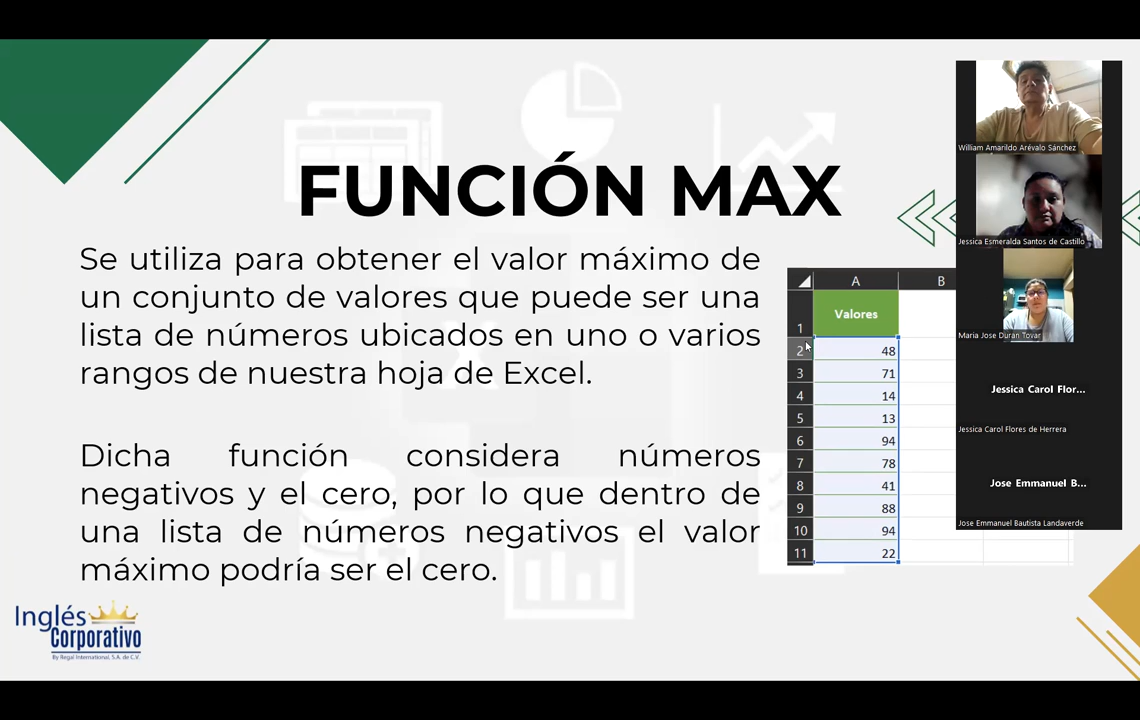 FUNCIÓN MAX
Se utiliza para obtener el valor máximo de
un conjunto de valores que puede ser una
lista de números ubicados en uno o varios
rangos de nuestra hoja de Excel.
Dicha función considera números
negativos y el cero, por lo que dentro de
una lista de números negativos el valor
máximo podría ser el cero.
A B
1 Valores
2 48
3 71
4 14
5 13
6 94
7 78
8 41
9 88
10 94
11 22
William Amarildo Arévalo Sánchez
Jessica Esmeralda Santos de Castillo
Maria Jose Durán Tovar
Jessica Carol Flor...
Jessica Carol Flores de Herrera
Jose Emmanuel B...
Jose Emmanuel Bautista Landaverde
Inglés
Corporativo
By Regal International, S.A. de C.V.